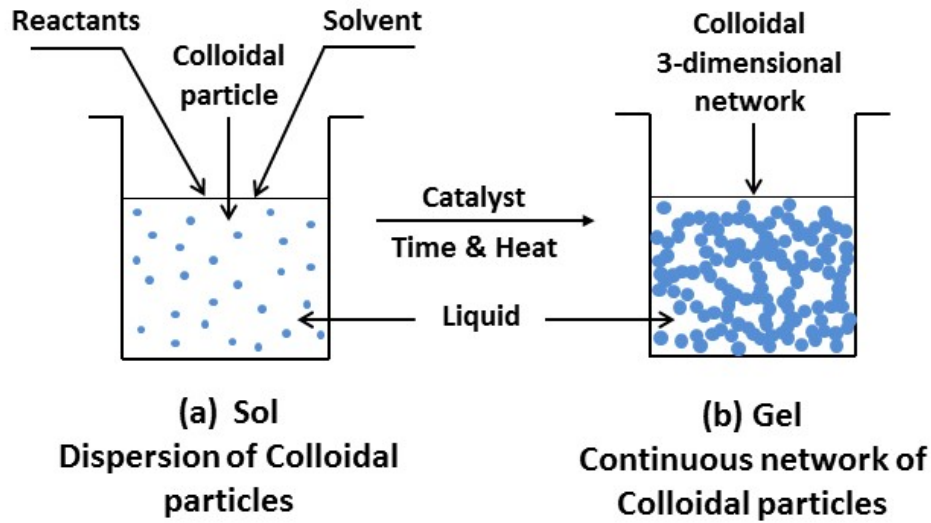 Reactants
Solvent
Colloidal
particle
Colloidal
3-dimensional
network
Catalyst
Time & Heat
Liquid
(a) Sol
Dispersion of Colloidal
particles
(b) Gel
Continuous network of
Colloidal particles